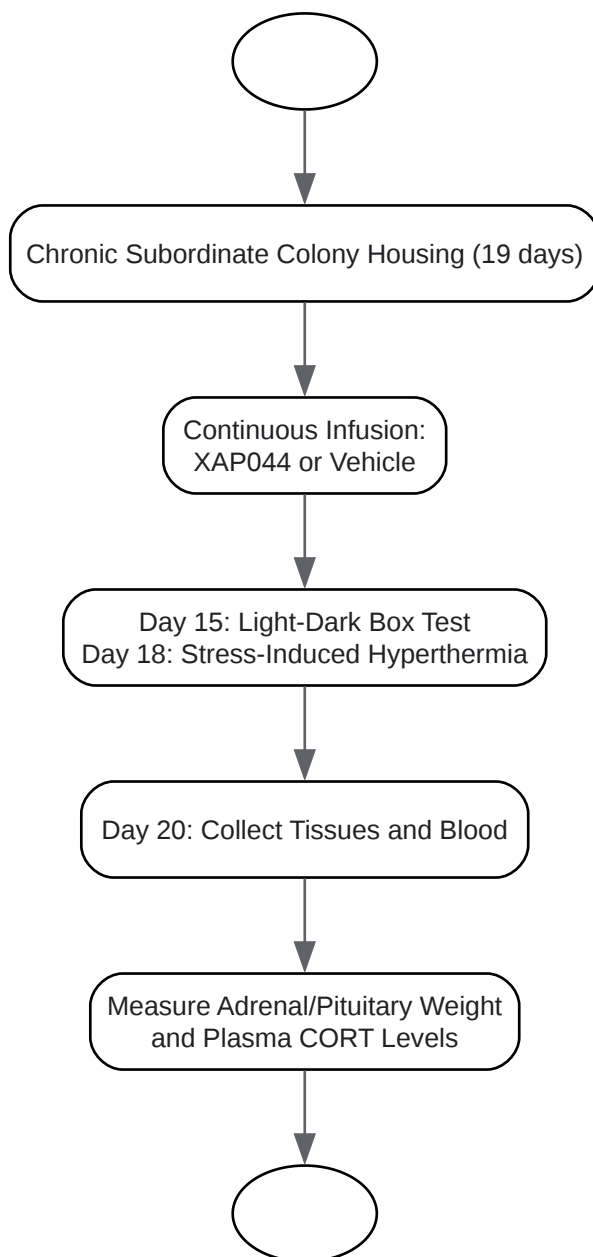 Chronic Subordinate Colony Housing (19 days)
Continuous Infusion:
XAP044 or Vehicle
Day 15: Light-Dark Box Test
Day 18: Stress-Induced Hyperthermia
Day 20: Collect Tissues and Blood
Measure Adrenal/Pituitary Weight
and Plasma CORT Levels